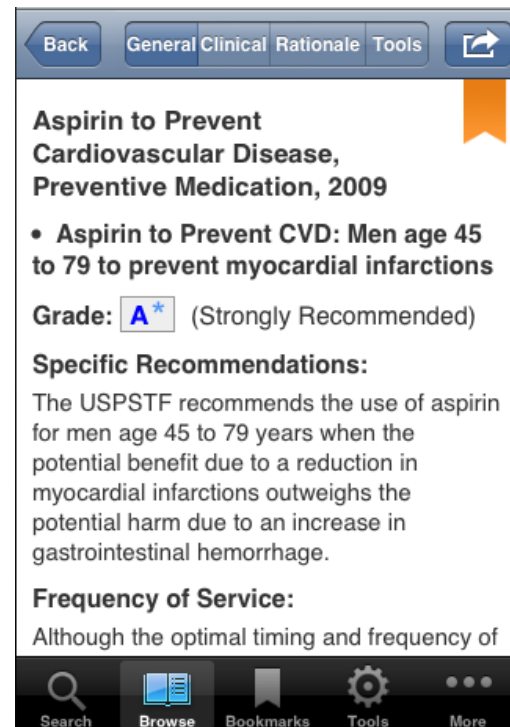 Back General Clinical Rationale Tools
Aspirin to Prevent
Cardiovascular Disease,
Preventive Medication, 2009
• Aspirin to Prevent CVD: Men age 45
to 79 to prevent myocardial infarctions
Grade: A* (Strongly Recommended)
Specific Recommendations:
The USPSTF recommends the use of aspirin
for men age 45 to 79 years when the
potential benefit due to a reduction in
myocardial infarctions outweighs the
potential harm due to an increase in
gastrointestinal hemorrhage.
Frequency of Service:
Although the optimal timing and frequency of
Search Browse Bookmarks Tools More